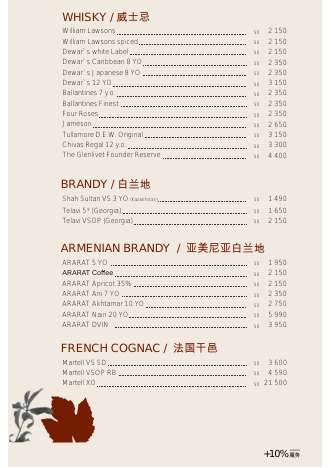 WHISKY / 威士忌
William Lawsons 50 2 150
William Lawsons spiced 50 2 150
Dewar`s white Label 50 2 150
Dewar`s Caribbean 8 YO 50 2 350
Dewar`s Japanese 8 YO 50 2 350
Dewar`s 12 YO 50 3 150
Ballantines 7 y.o. 50 2 350
Ballantines Finest 50 2 350
Four Roses 50 2 350
Jameson 50 2 650
Tullamore D.E.W. Original 50 3 150
Chivas Regal 12 y.o. 50 3 300
The Glenlivet Founder Reserve 50 4 400
BRANDY / 白兰地
Shah Sultan VS 3 YO 50 1 490
Telavi 5* (Georgia) 50 1 650
Telavi VSOP (Georgia) 50 2 150
ARMENIAN BRANDY / 亚美尼亚白兰地
ARARAT 5 YO 50 1 950
ARARAT Coffee 50 2 150
ARARAT Apricot 35% 50 2 150
ARARAT Ani 7 YO 50 2 350
ARARAT Akhtamar 10 YO 50 2 750
ARARAT Nairi 20 YO 50 5 990
ARARAT DVIN 50 3 950
FRENCH COGNAC / 法国干邑
Martell VS SD 50 3 600
Martell VSOP RB 50 4 590
Martell XO 50 21 500
+10% 服务